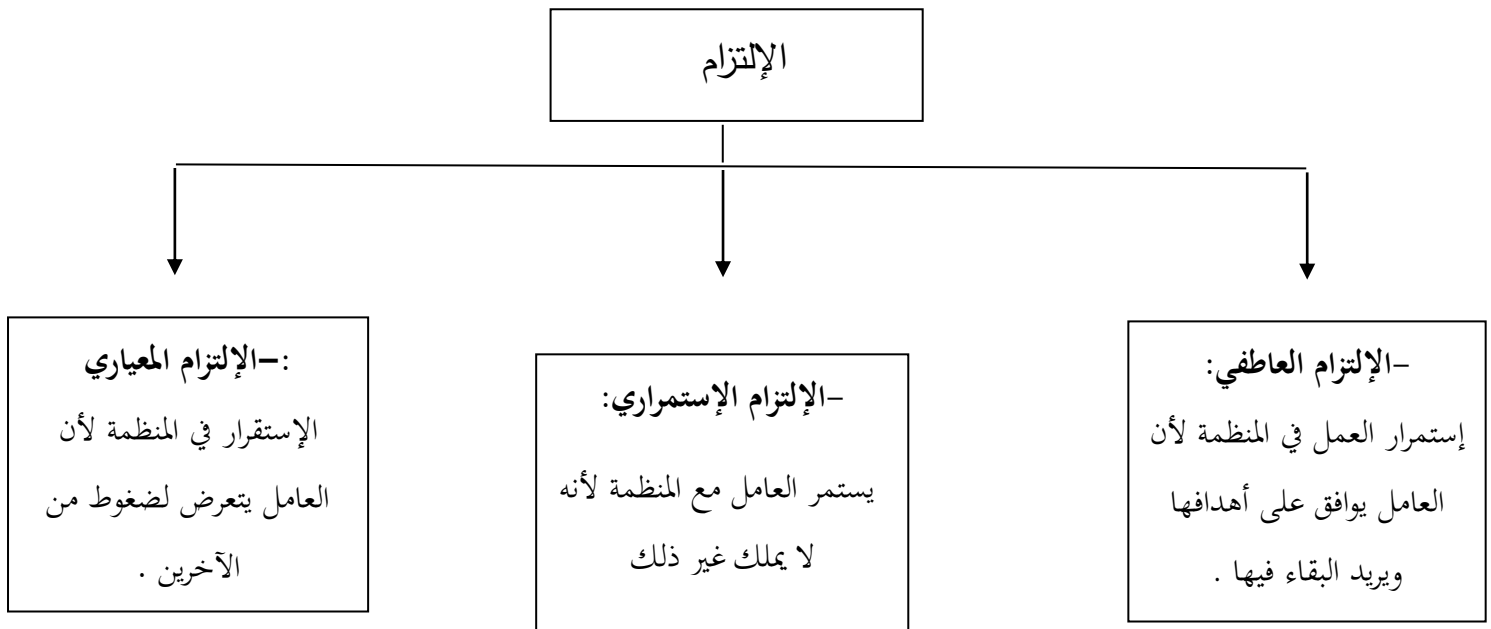 الإلتزام
-الإلتزام العاطفي:
إستمرار العمل في المنظمة لأن
العامل يوافق على أهدافها
ويريد البقاء فيها .
-الإلتزام الإستمراري:
يستمر العامل مع المنظمة لأنه
لا يملك غير ذلك
:-الإلتزام المعياري
الإستقرار في المنظمة لأن
العامل يتعرض لضغوط من
الآخرين .